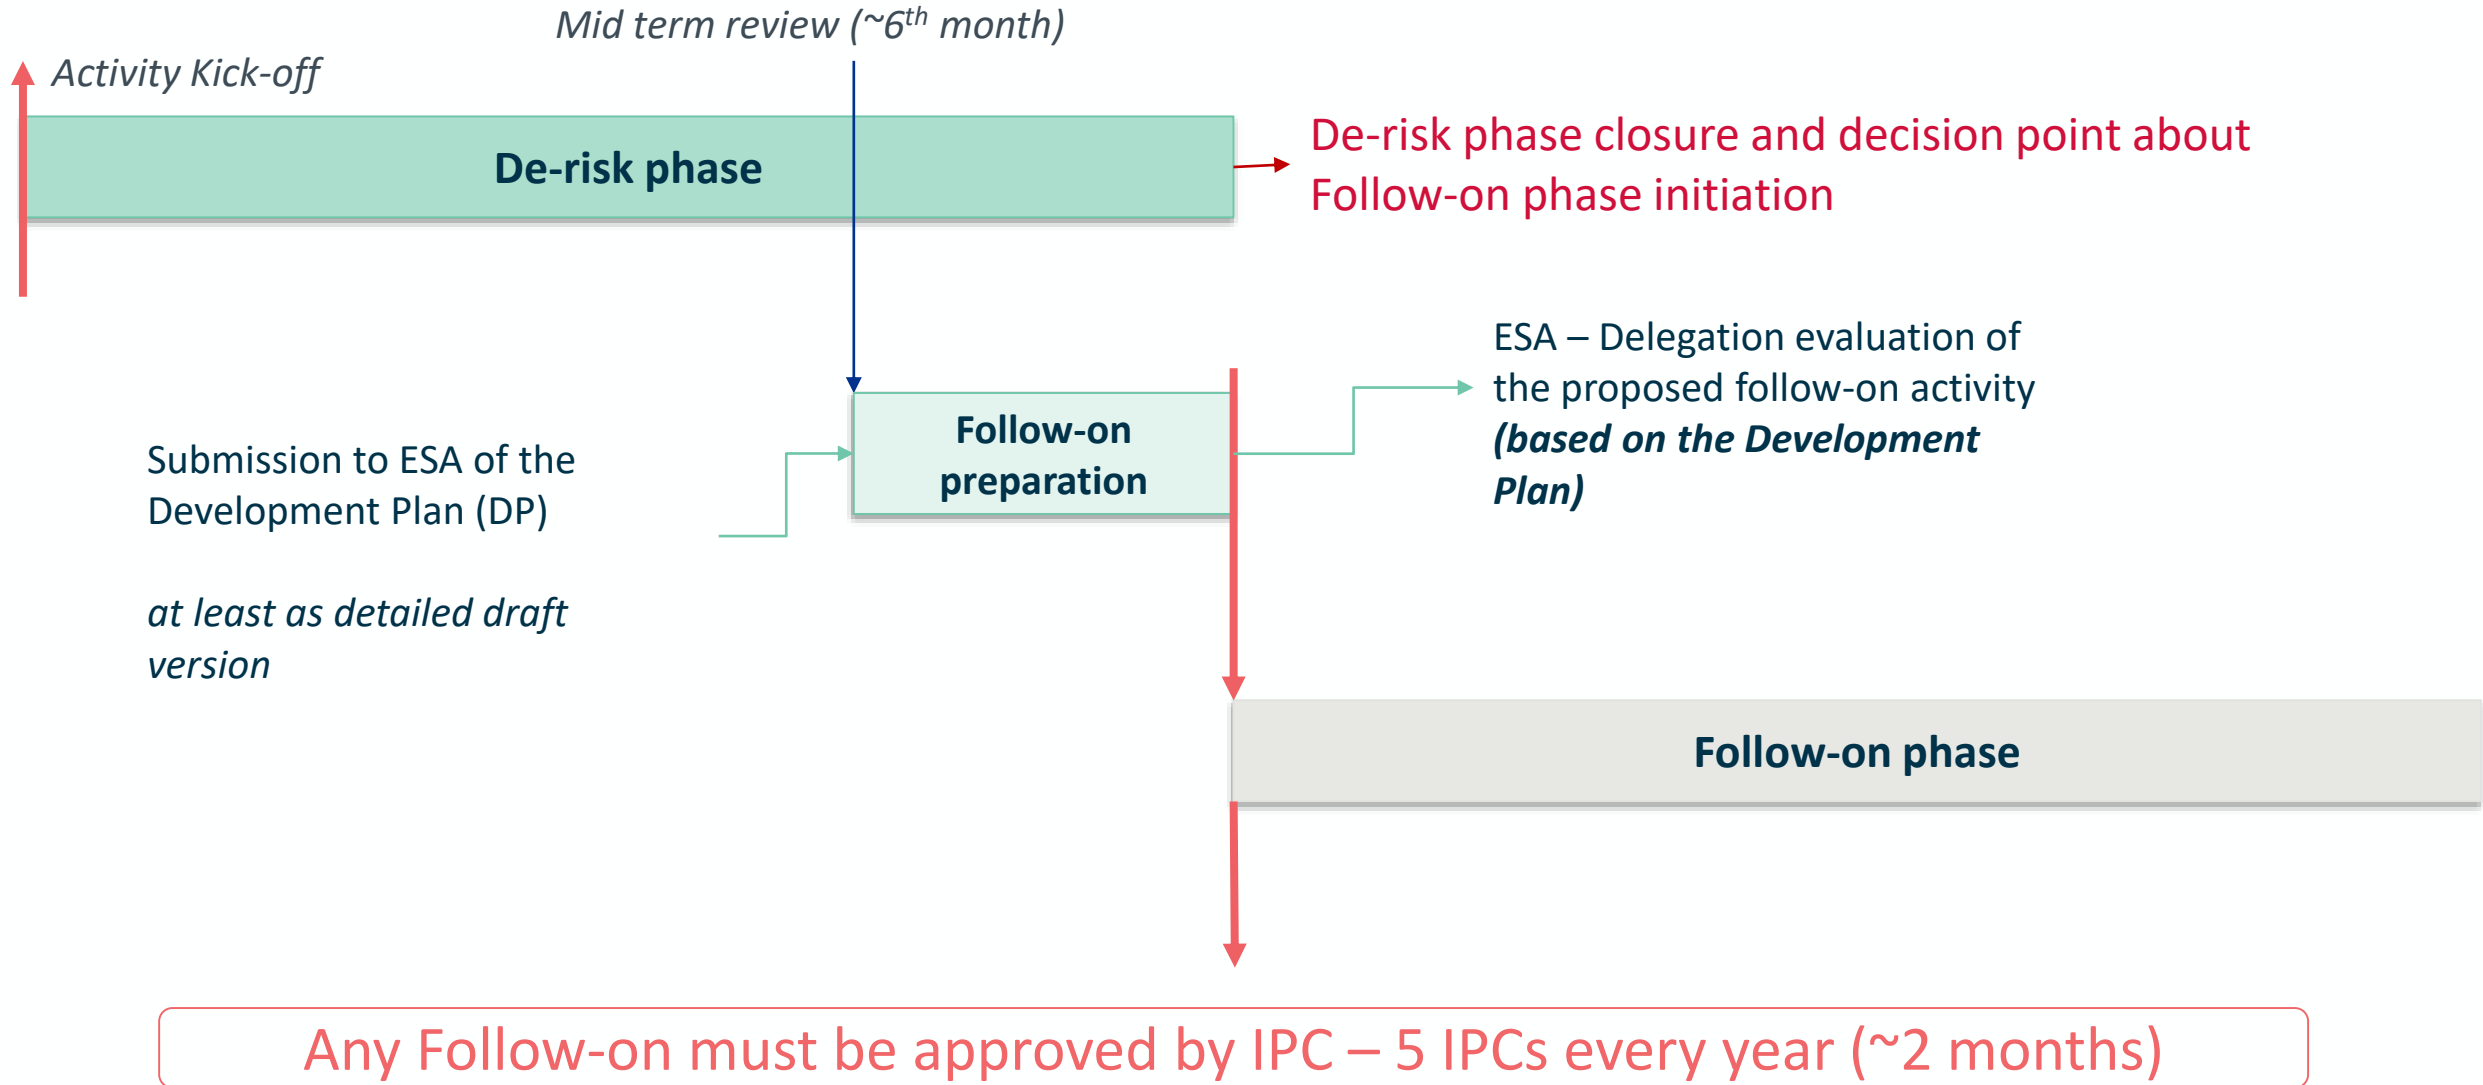 Mid term review (~6th month)
Activity Kick-off
De-risk phase
De-risk phase closure and decision point about
Follow-on phase initiation
ESA – Delegation evaluation of
the proposed follow-on activity
(based on the Development
Plan)
Follow-on
preparation
Submission to ESA of the
Development Plan (DP)
at least as detailed draft
version
Follow-on phase
Any Follow-on must be approved by IPC – 5 IPCs every year (~2 months)